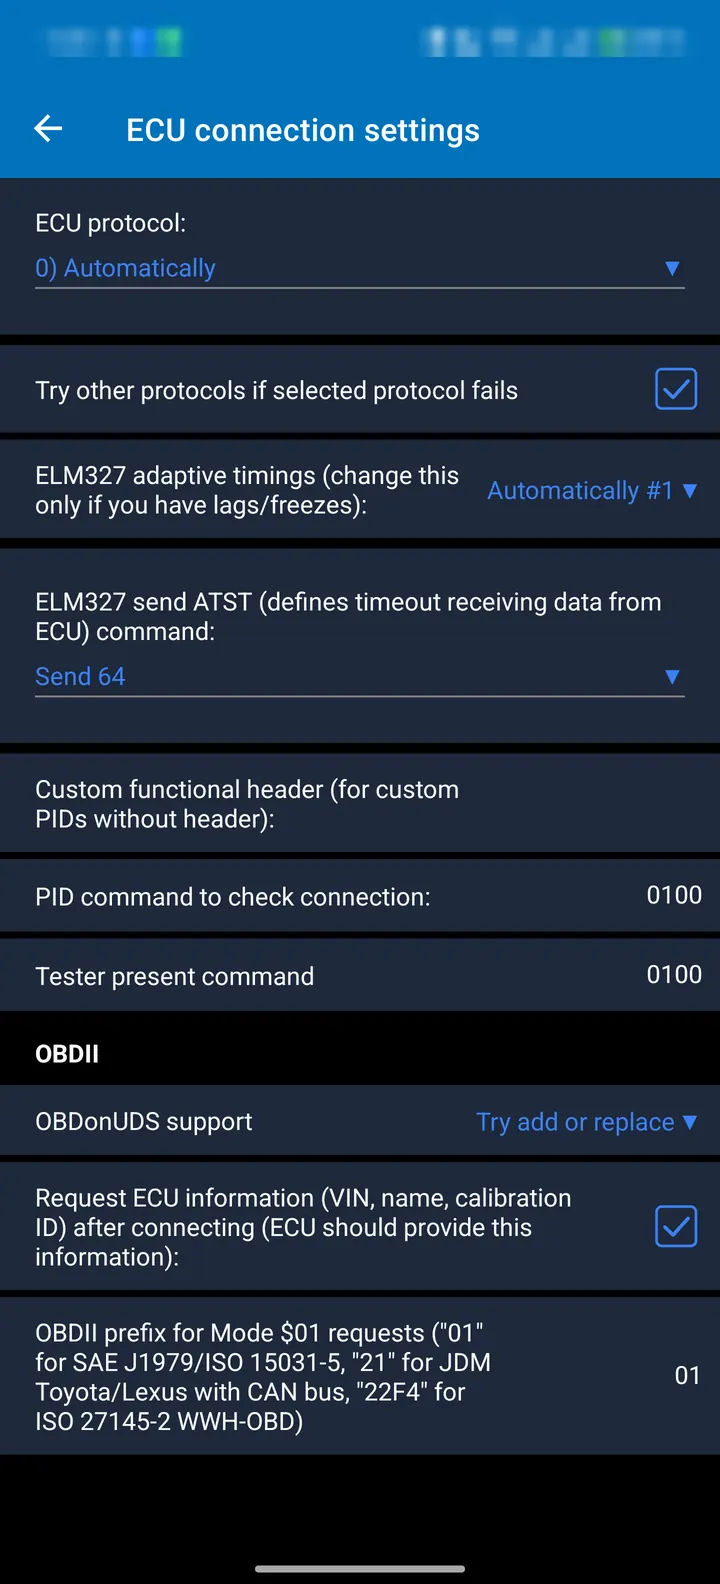 ECU connection settings
ECU protocol:
0) Automatically
Try other protocols if selected protocol fails
ELM327 adaptive timings (change this
only if you have lags/freezes):
Automatically #1
ELM327 send ATST (defines timeout receiving data from
ECU) command:
Send 64
Custom functional header (for custom
PIDs without header):
PID command to check connection:
0100
Tester present command
0100
OBDII
OBDonUDS support
Try add or replace
Request ECU information (VIN, name, calibration
ID) after connecting (ECU should provide this
information):
OBDII prefix for Mode $01 requests ("01"
for SAE J1979/ISO 15031-5, "21" for JDM
Toyota/Lexus with CAN bus, "22F4" for
ISO 27145-2 WWH-OBD)
01